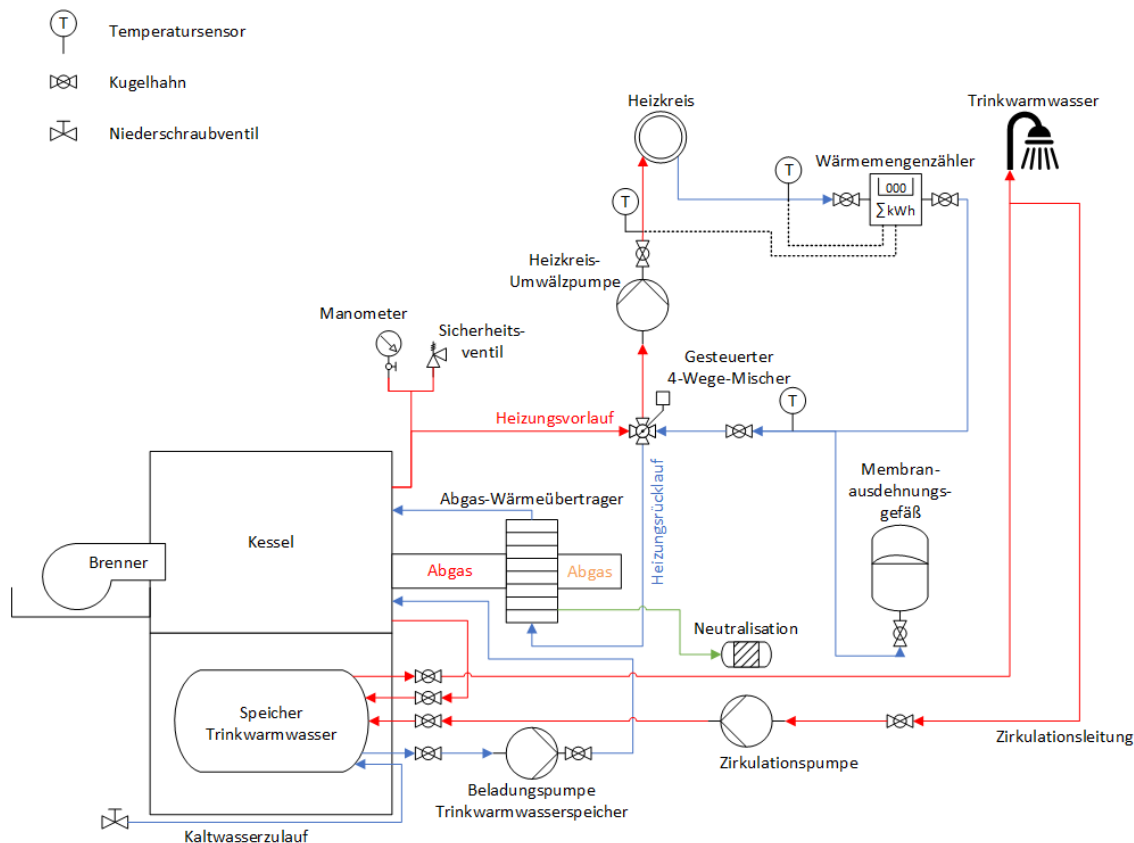 T
Temperatursensor
Kugelhahn
Niederschraubventil
Heizkreis
Trinkwarmwasser
T
Wärmemengenzähler
000
∑kWh
T
Heizkreis-
Umwälzpumpe
Manometer
Sicherheits-
ventil
Gesteuerter
4-Wege-Mischer
T
Heizungsvorlauf
Heizungsrücklauf
Abgas-Wärmeübertrager
Membran-
ausdehnungs-
gefäß
Kessel
Brenner
Abgas
Abgas
Neutralisation
Speicher
Trinkwarmwasser
Zirkulationsleitung
Zirkulationspumpe
Beladungspumpe
Trinkwarmwasserspeicher
Kaltwasserzulauf